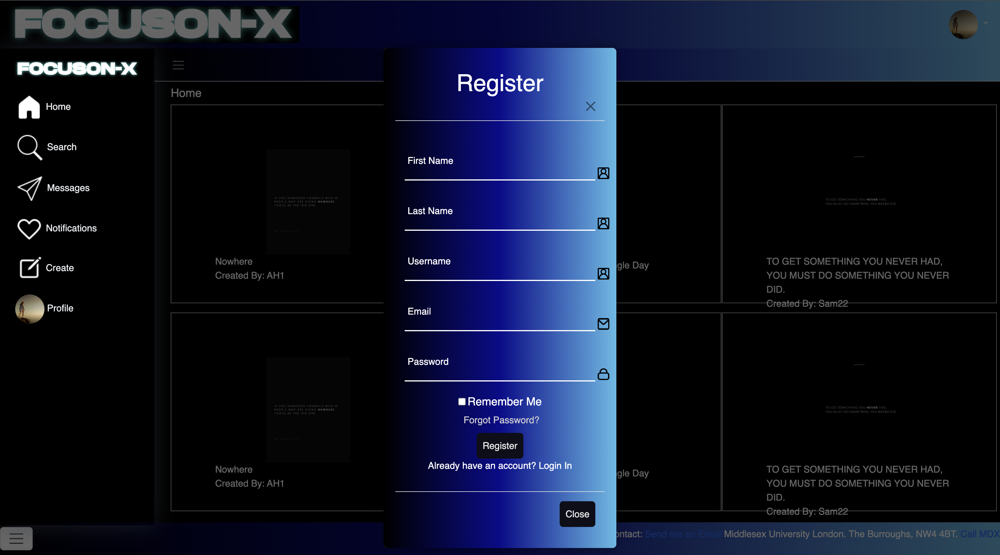 FOCUSON-X
FOCUSON-X
Home
Search
Messages
Notifications
Create
Profile
Home
IF YOU SURROUND YOURSELF WITH 10
PEOPLE WHO ARE GOING NOWHERE.
YOU'LL BE THE 11TH ONE.
Nowhere
Created By: AH1
gle Day
TO GET SOMETHING YOU NEVER HAD,
YOU MUST DO SOMETHING YOU NEVER DID.
TO GET SOMETHING YOU NEVER HAD,
YOU MUST DO SOMETHING YOU NEVER
DID.
Created By: Sam22
IF YOU SURROUND YOURSELF WITH 10
PEOPLE WHO ARE GOING NOWHERE.
YOU'LL BE THE 11TH ONE.
Nowhere
Created By: AH1
gle Day
TO GET SOMETHING YOU NEVER HAD,
YOU MUST DO SOMETHING YOU NEVER DID.
TO GET SOMETHING YOU NEVER HAD,
YOU MUST DO SOMETHING YOU NEVER
DID.
Created By: Sam22
Register
First Name
Last Name
Username
Email
Password
Remember Me
Forgot Password?
Register
Already have an account? Login In
Close
ontact: Send me an Email Middlesex University London. The Burroughs, NW4 4BT. Call MDX